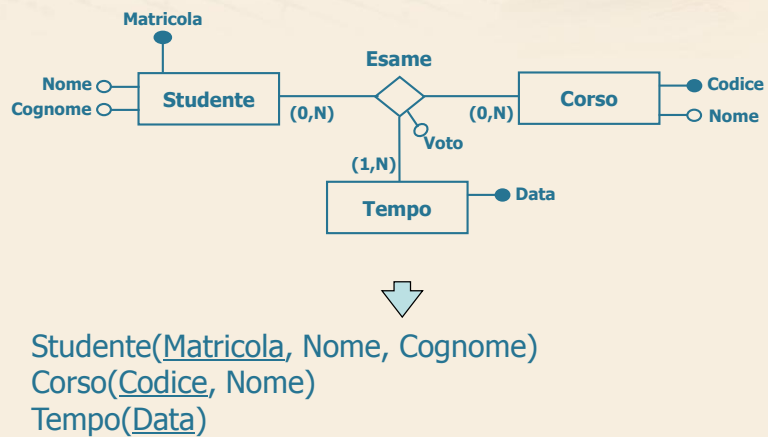 Matricola
Esame
Nome
Cognome
Studente
(0,N)
(0,N)
Corso
Codice
Nome
Voto
(1,N)
Tempo
Data
Studente(Matricola, Nome, Cognome)
Corso(Codice, Nome)
Tempo(Data)